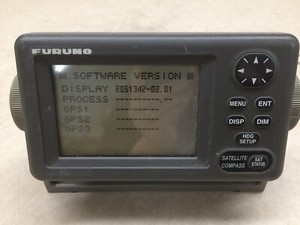 FURUNO
SOFTWARE VERSION
DISPLAY 2051342-02.01
PROCESS ---------.--
GPS1 ---------
GPS2 ---------
GPS3 ---------
MENU ENT
DISP DIM
HDG SETUP
SATELLITE COMPASS
SAT STATUS